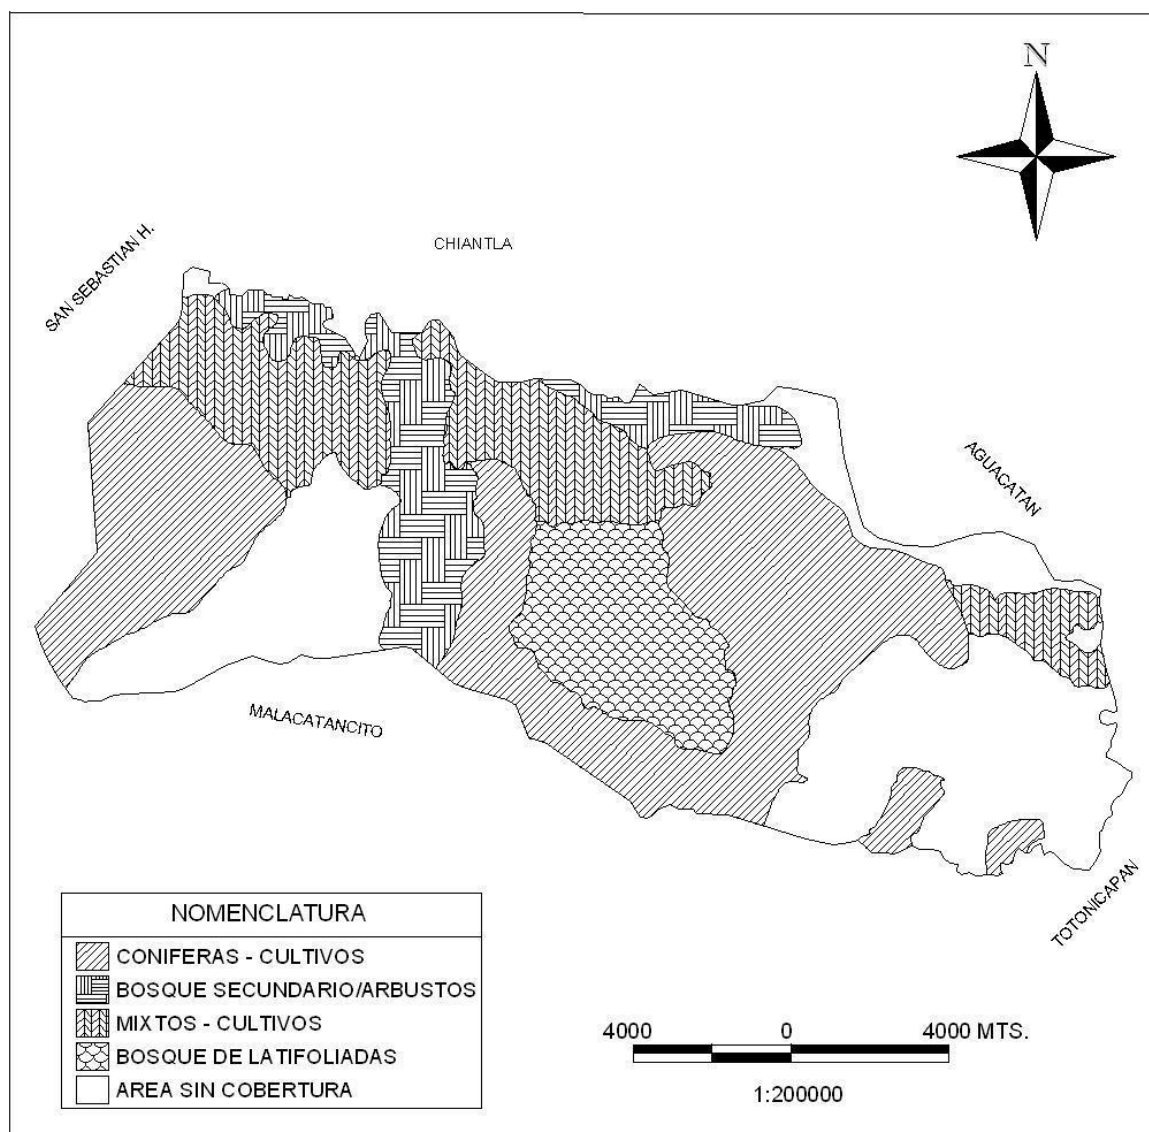 N
CHIANTLA
SAN SEBASTIAN H.
AGUACATAN
MALACATANCITO
TOTONICAPAN
NOMENCLATURA
CONIFERAS - CULTIVOS
BOSQUE SECUNDARIO/ARBUSTOS
MIXTOS - CULTIVOS
BOSQUE DE LATIFOLIADAS
AREA SIN COBERTURA
4000 0 4000 MTS.
1:200000